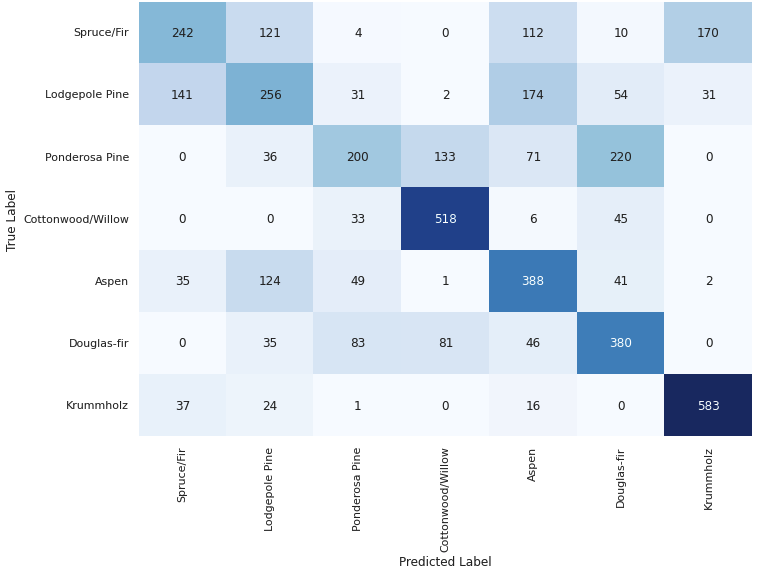 Spruce/Fir 242 121 4 0 112 10 170
Lodgepole Pine 141 256 31 2 174 54 31
Ponderosa Pine 0 36 200 133 71 220 0
Cottonwood/Willow 0 0 33 518 6 45 0
Aspen 35 124 49 1 388 41 2
Douglas-fir 0 35 83 81 46 380 0
Krummholz 37 24 1 0 16 0 583
True Label
Spruce/Fir Lodgepole Pine Ponderosa Pine Cottonwood/Willow Aspen Douglas-fir Krummholz
Predicted Label